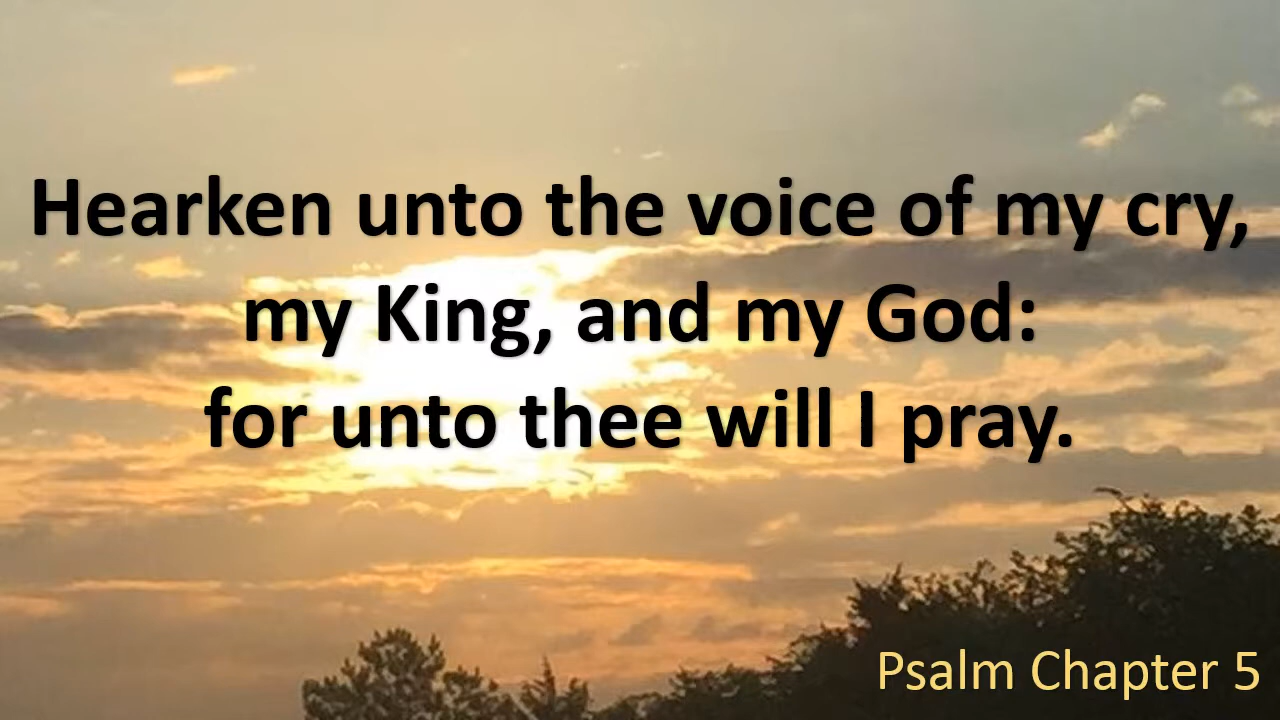 Hearken unto the voice of my cry,
my King, and my God:
for unto thee will I pray.
Psalm Chapter 5